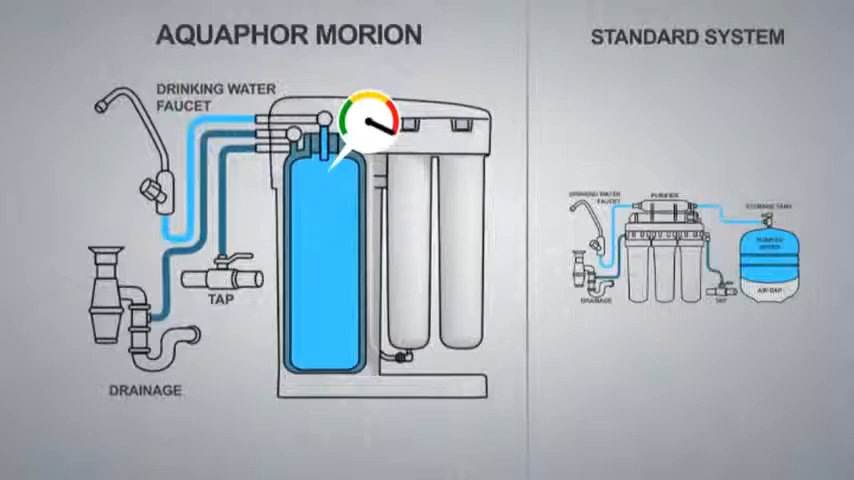 AQUAPHOR MORION
DRINKING WATER
FAUCET
TAP
DRAINAGE
STANDARD SYSTEM
DRINKING WATER
FAUCET
PURIFIER
STORAGE TANK
PURIFIED
WATER
AIR GAP
DRAINAGE
TAP